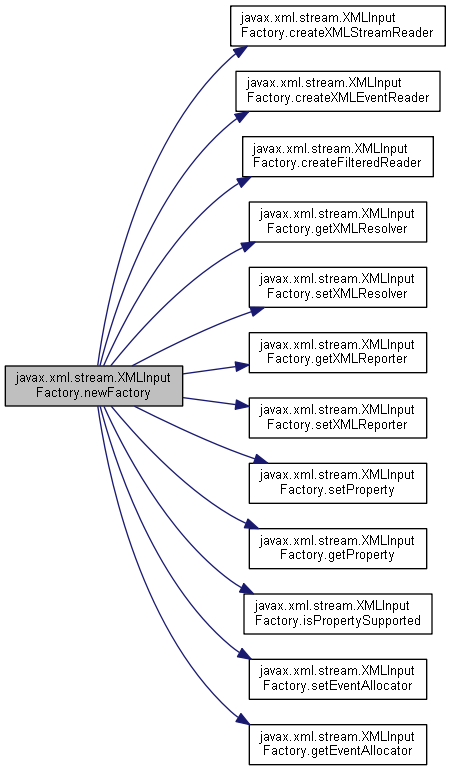 javax.xml.stream.XMLInput
Factory.createXMLStreamReader
javax.xml.stream.XMLInput
Factory.createXMLEventReader
javax.xml.stream.XMLInput
Factory.createFilteredReader
javax.xml.stream.XMLInput
Factory.getXMLResolver
javax.xml.stream.XMLInput
Factory.setXMLResolver
javax.xml.stream.XMLInput
Factory.getXMLReporter
javax.xml.stream.XMLInput
Factory.newFactory
javax.xml.stream.XMLInput
Factory.setXMLReporter
javax.xml.stream.XMLInput
Factory.setProperty
javax.xml.stream.XMLInput
Factory.getProperty
javax.xml.stream.XMLInput
Factory.isPropertySupported
javax.xml.stream.XMLInput
Factory.setEventAllocator
javax.xml.stream.XMLInput
Factory.getEventAllocator